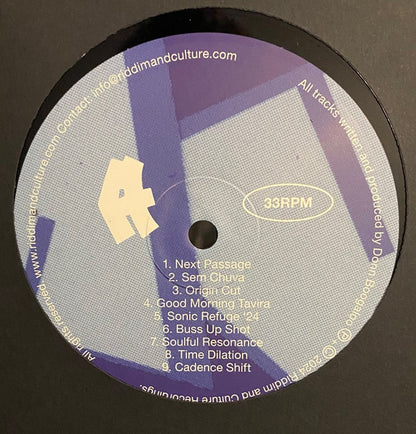 33RPM
1. Next Passage
2. Sem Chuva
3. Origin Cut
4. Good Morning Tavira
5. Sonic Refuge '24
6. Buss Up Shot
7. Soulful Resonance
8. Time Dilation
9. Cadence Shift
All tracks written and produced by Donn Boogaloo ℗ + © 2024 Riddim and Culture Recordings.
All rights reserved www.riddimandculture.com Contact: info@riddimandculture.com